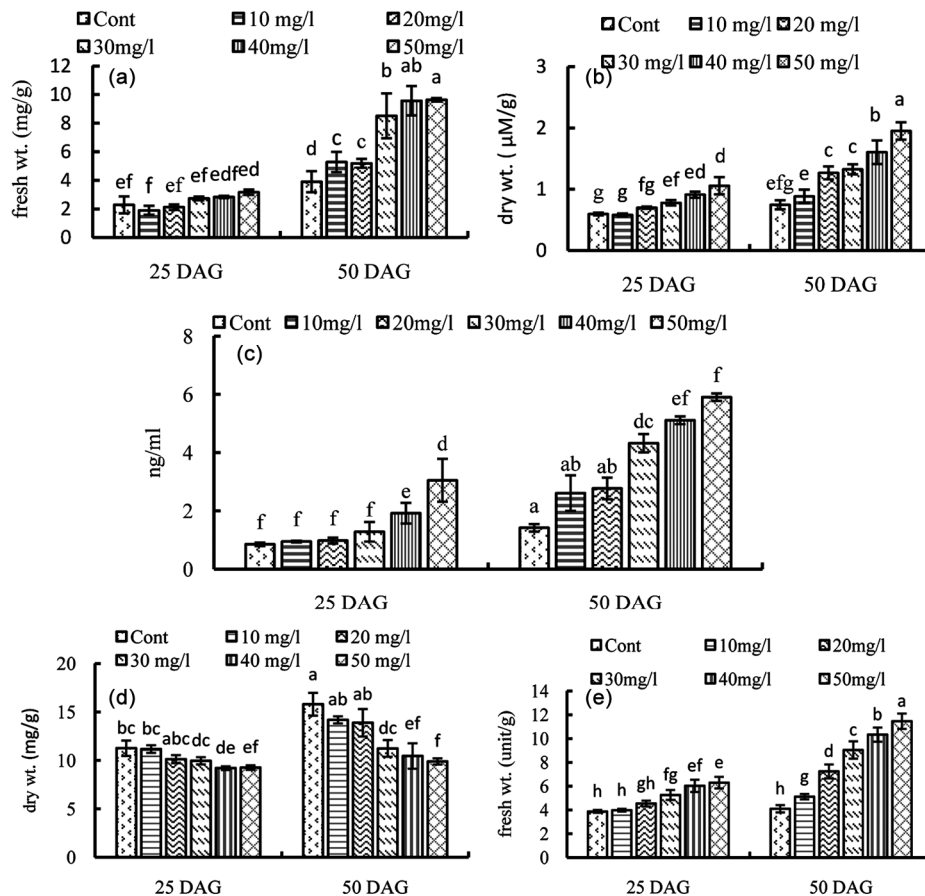 Cont 10 mg/l 20mg/l
30mg/l 40mg/l 50mg/l
(a)
fresh wt. (mg/g)
12
10
8
6
4
2
0
ef f ef ef edf ed
d c c b ab a
25 DAG 50 DAG
Cont 10 mg/l 20 mg/l
30 mg/l 40 mg/l 50 mg/l
(b)
dry wt. ( µM/g)
3
2
1
0
g g fg ef ed d
efg e c c b a
25 DAG 50 DAG
Cont 10mg/l 20mg/l 30mg/l 40mg/l 50mg/l
(c)
ng/ml
8
6
4
2
0
f f f f e d
a ab ab dc ef f
25 DAG 50 DAG
Cont 10 mg/l 20 mg/l
30 mg/l 40 mg/l 50 mg/l
(d)
dry wt. (mg/g)
20
15
10
5
0
bc bc abc dc de ef
a ab ab dc ef f
25 DAG 50 DAG
Cont 10mg/l 20mg/l
30mg/l 40mg/l 50mg/l
(e)
fresh wt. (unit/g)
14
12
10
8
6
4
2
0
h h gh fg ef e
h g d c b a
25 DAG 50 DAG